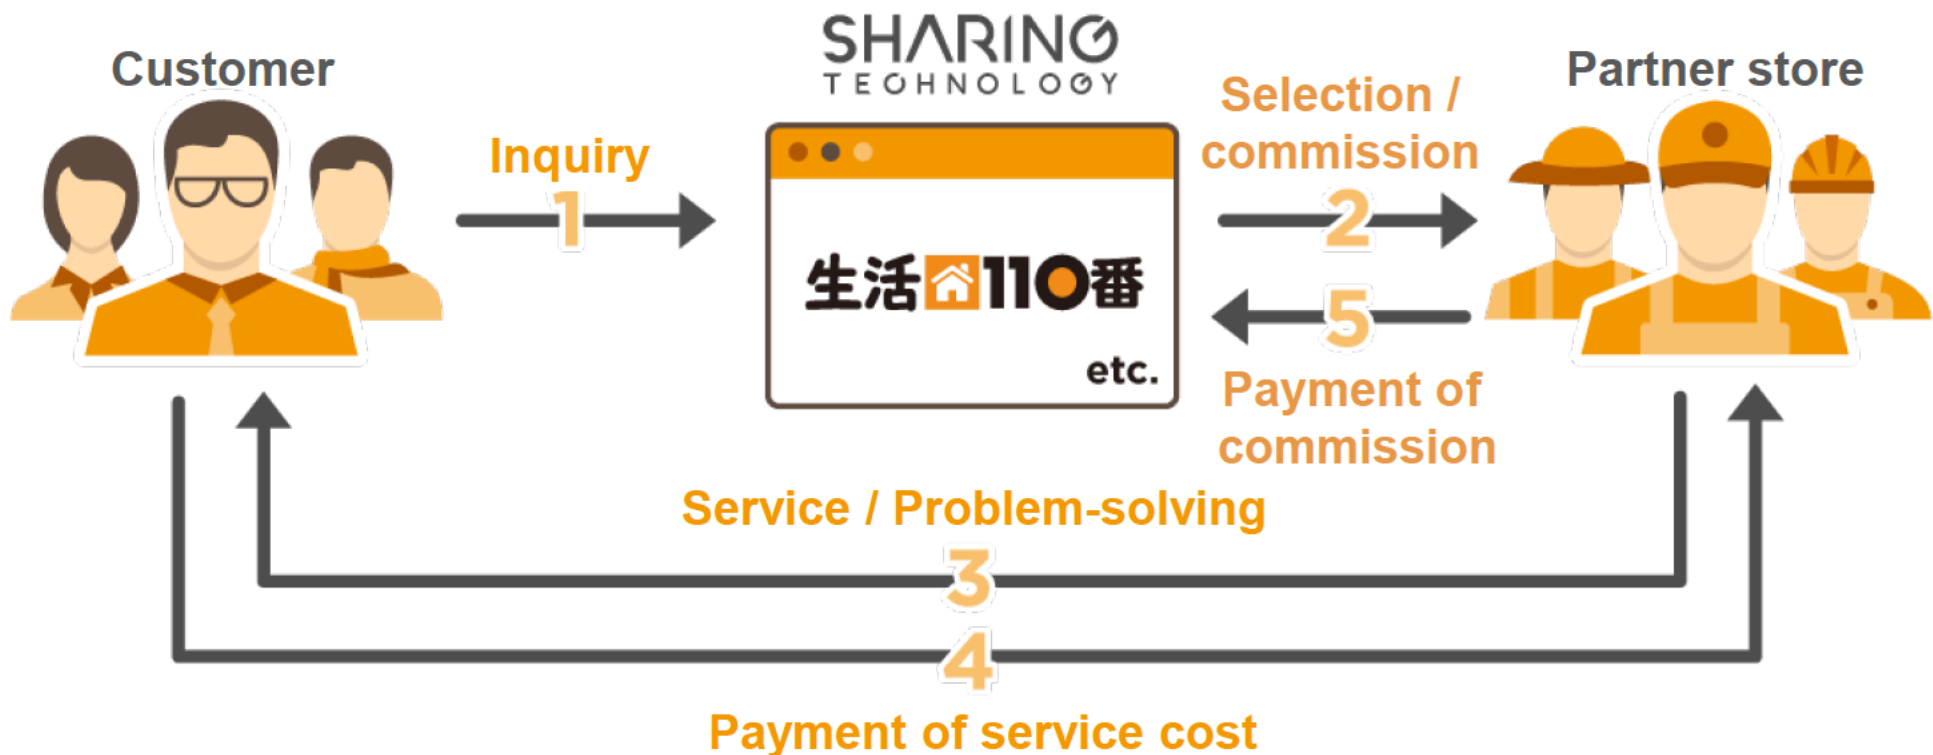 SHARING
TECHNOLOGY
Customer
Partner store
Inquiry
1
Selection /
commission
2
生活110番
etc.
5
Payment of
commission
Service / Problem-solving
3
4
Payment of service cost